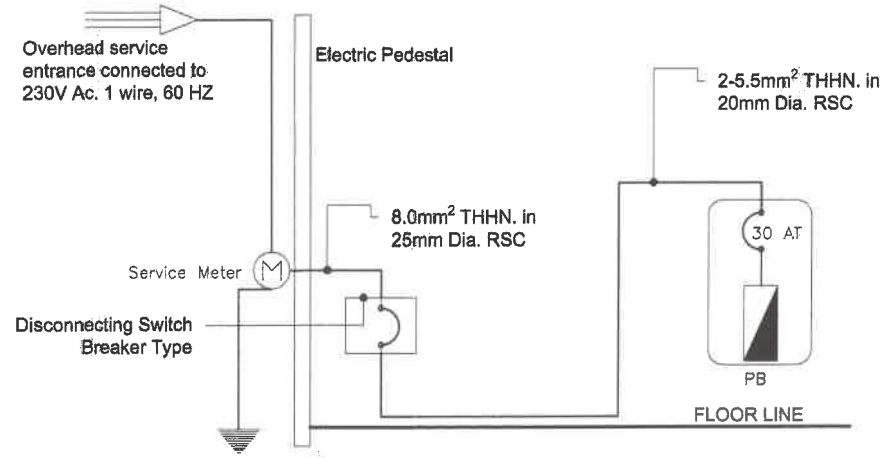 Overhead service
entrance connected to
230V Ac. 1 wire, 60 HZ
Electric Pedestal
2-5.5mm² THHN. in
20mm Dia. RSC
8.0mm² THHN. in
25mm Dia. RSC
30 AT
Service Meter
M
Disconnecting Switch
Breaker Type
PB
FLOOR LINE